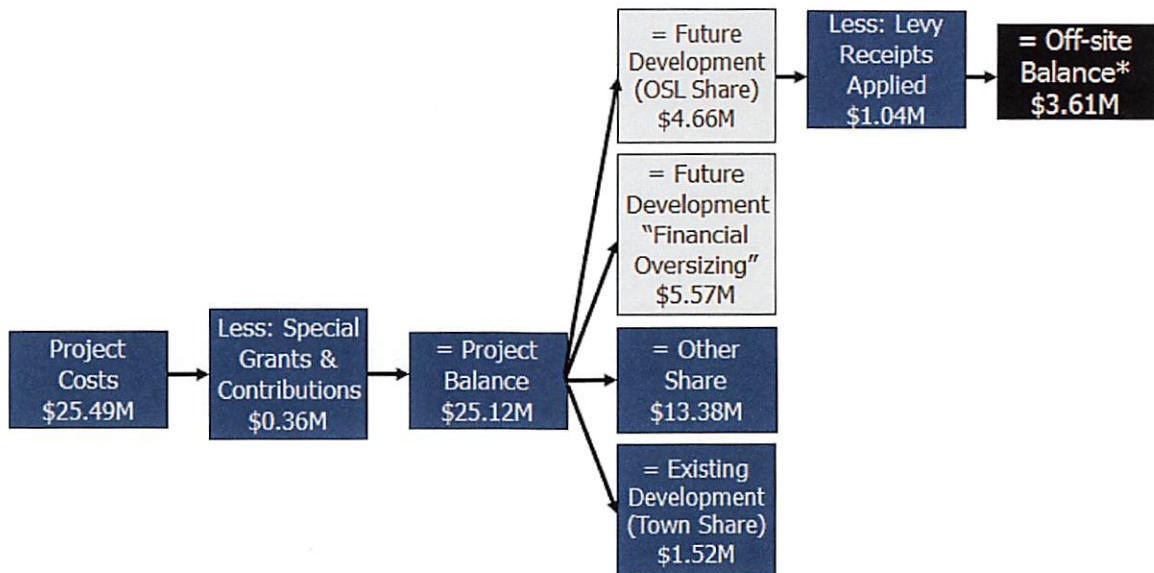 Project
Costs
$25.49M
Less: Special
Grants &
Contributions
$0.36M
= Project
Balance
$25.12M
= Future
Development
(OSL Share)
$4.66M
Less: Levy
Receipts
Applied
$1.04M
= Off-site
Balance*
$3.61M
= Future
Development
“Financial
Oversizing”
$5.57M
= Other
Share
$13.38M
= Existing
Development
(Town Share)
$1.52M